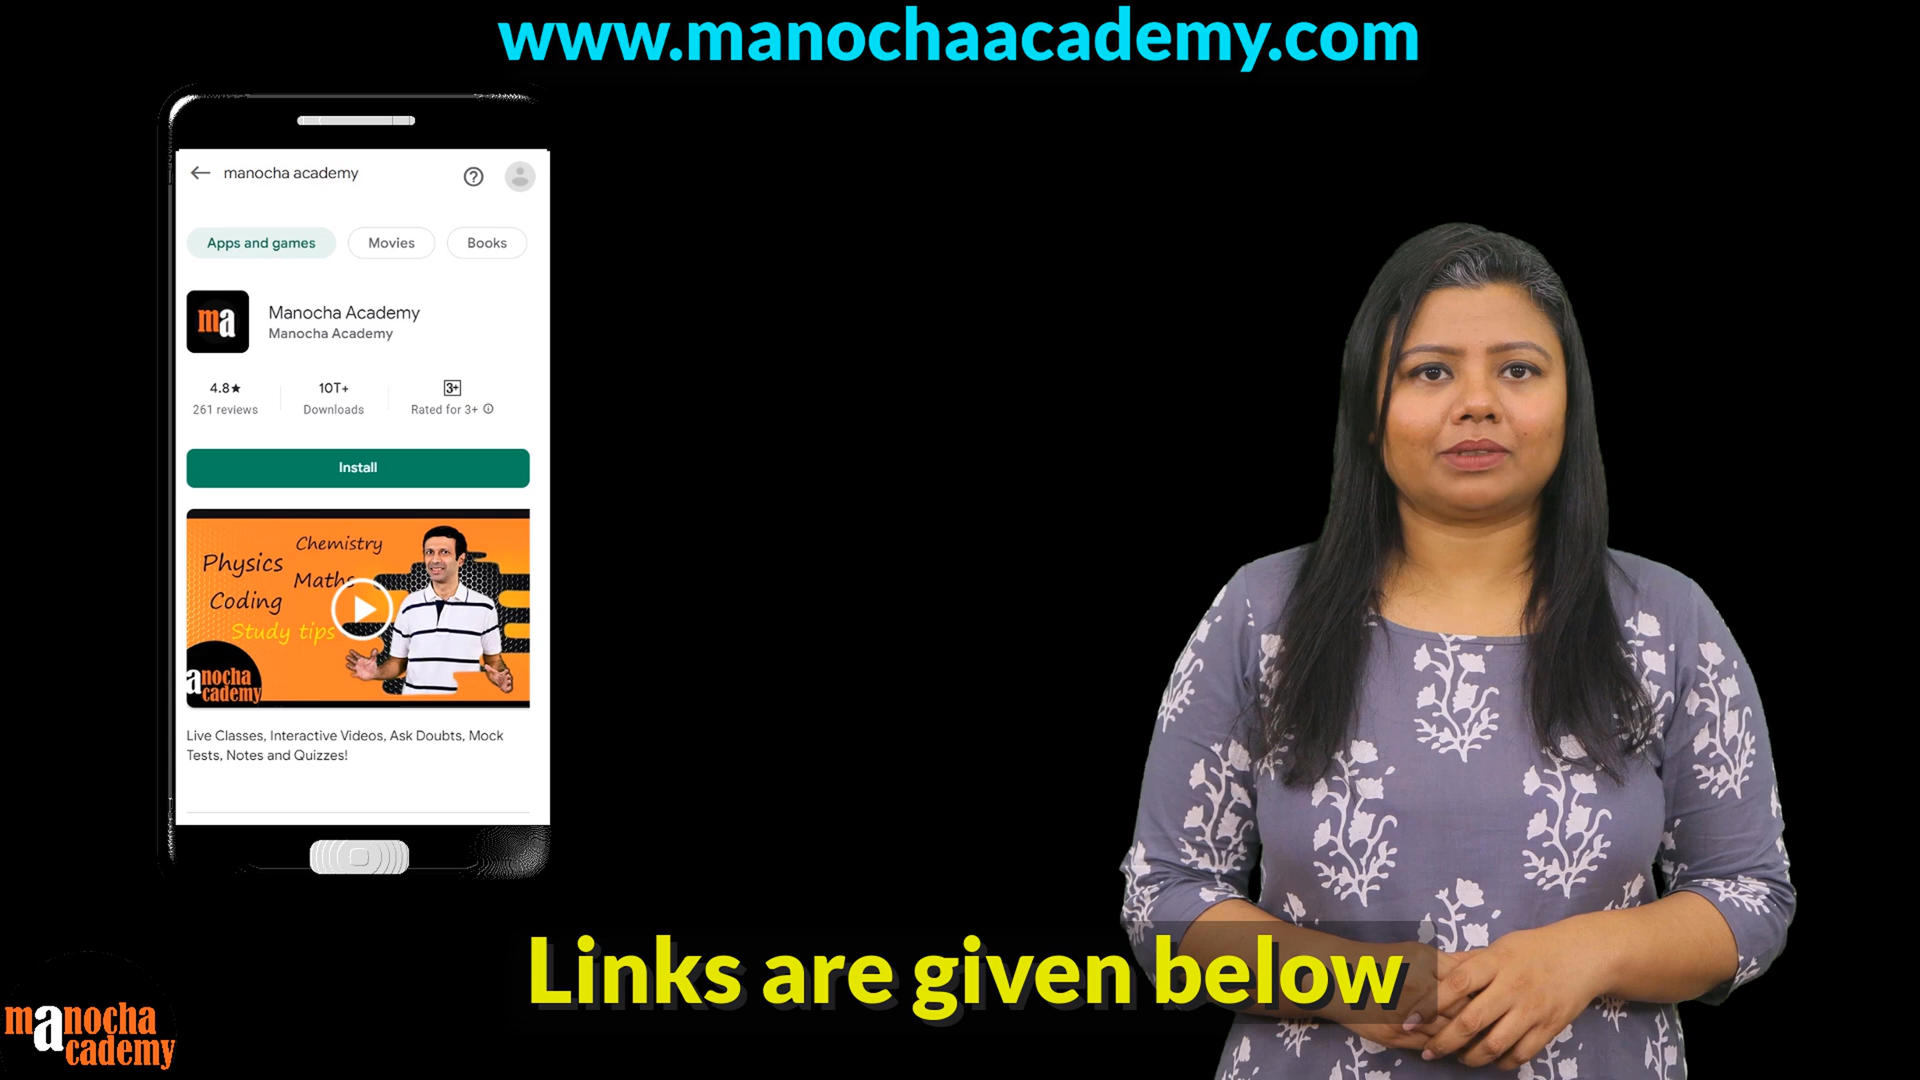 www.manochaacademy.com
manocha academy
Apps and games
Movies
Books
ma
Manocha Academy
Manocha Academy
4.8★
10T+
3+
261 reviews
Downloads
Rated for 3+
Install
Chemistry
Physics
Maths
Coding
Study tips
anocha
cademy
Live Classes, Interactive Videos, Ask Doubts, Mock
Tests, Notes and Quizzes!
Links are given below
manocha
academy